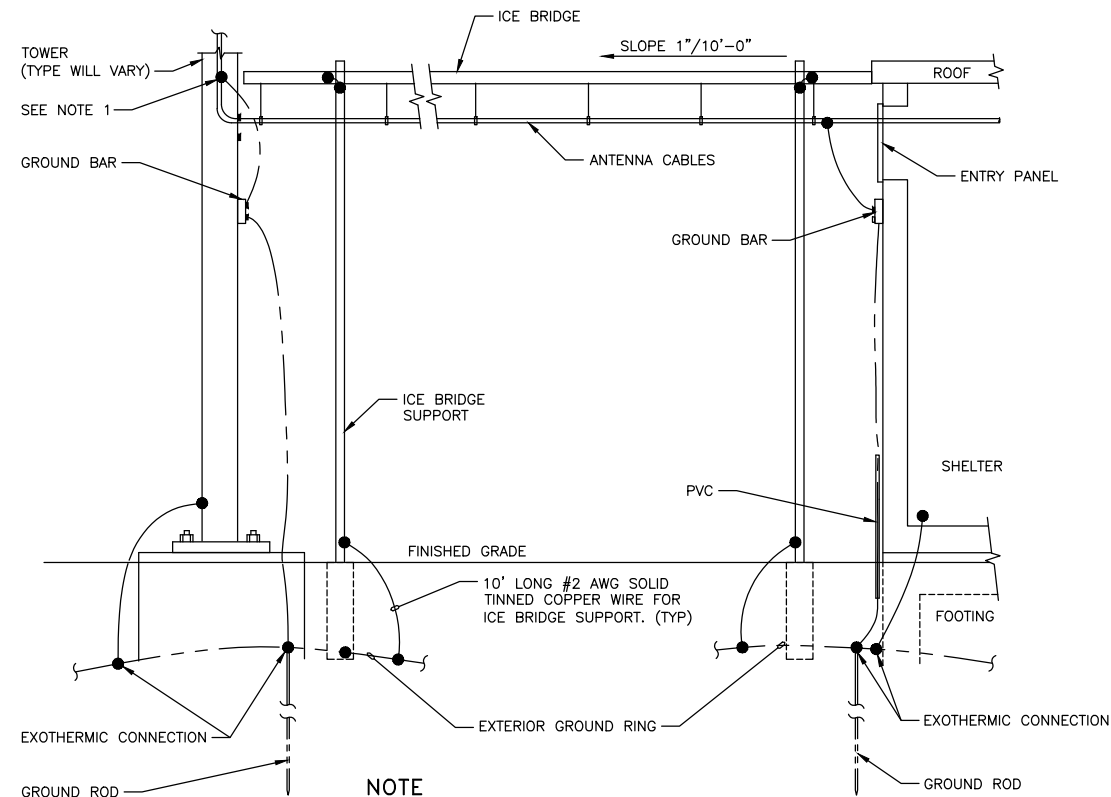 ICE BRIDGE
SLOPE 1"/10'-0"
TOWER
(TYPE WILL VARY)
ROOF
SEE NOTE 1
ANTENNA CABLES
GROUND BAR
ENTRY PANEL
GROUND BAR
ICE BRIDGE
SUPPORT
SHELTER
PVC
FINISHED GRADE
10' LONG #2 AWG SOLID
TINNED COPPER WIRE FOR
ICE BRIDGE SUPPORT. (TYP)
FOOTING
EXOTHERMIC CONNECTION
EXTERIOR GROUND RING
EXOTHERMIC CONNECTION
GROUND ROD
NOTE
GROUND ROD